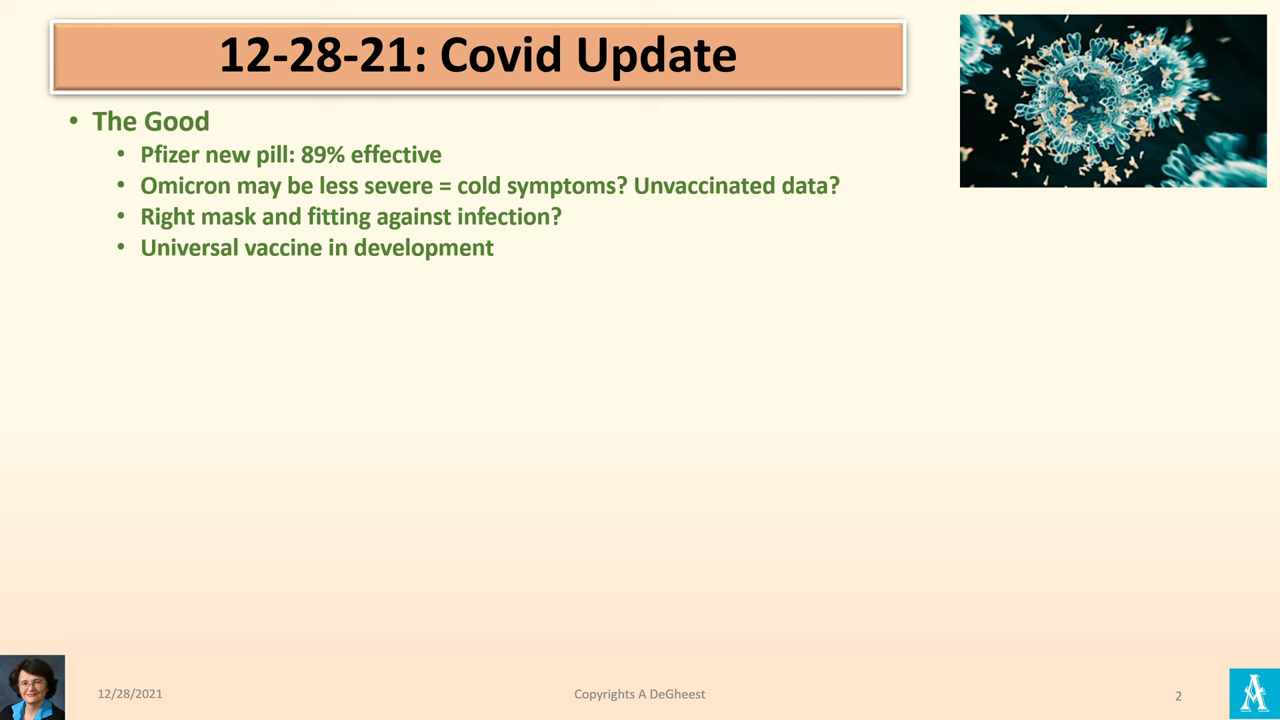 12-28-21: Covid Update
• The Good
• Pfizer new pill: 89% effective
• Omicron may be less severe = cold symptoms? Unvaccinated data?
• Right mask and fitting against infection?
• Universal vaccine in development
12/28/2021
Copyrights A DeGheest
2
A